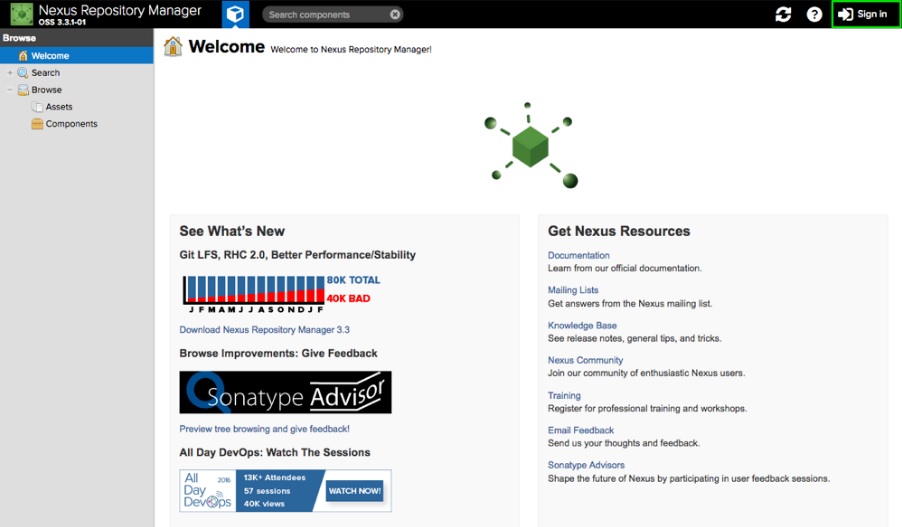 Nexus Repository Manager
OSS 3.3.1-01
Search components
Sign in
Browse
Welcome
Search
Browse
Assets
Components
Welcome Welcome to Nexus Repository Manager!
See What's New
Git LFS, RHC 2.0, Better Performance/Stability
80K TOTAL
40K BAD
J F M A M J J A S O N D J F
Download Nexus Repository Manager 3.3
Browse Improvements: Give Feedback
Sonatype Advisor
Preview tree browsing and give feedback!
All Day DevOps: Watch The Sessions
All 2016
Day
DevOps
13K+ Attendees
57 sessions
40K views
WATCH NOW!
Get Nexus Resources
Documentation
Learn from our official documentation.
Mailing Lists
Get answers from the Nexus mailing list.
Knowledge Base
See release notes, general tips, and tricks.
Nexus Community
Join our community of enthusiastic Nexus users.
Training
Register for professional training and workshops.
Email Feedback
Send us your thoughts and feedback.
Sonatype Advisors
Shape the future of Nexus by participating in user feedback sessions.